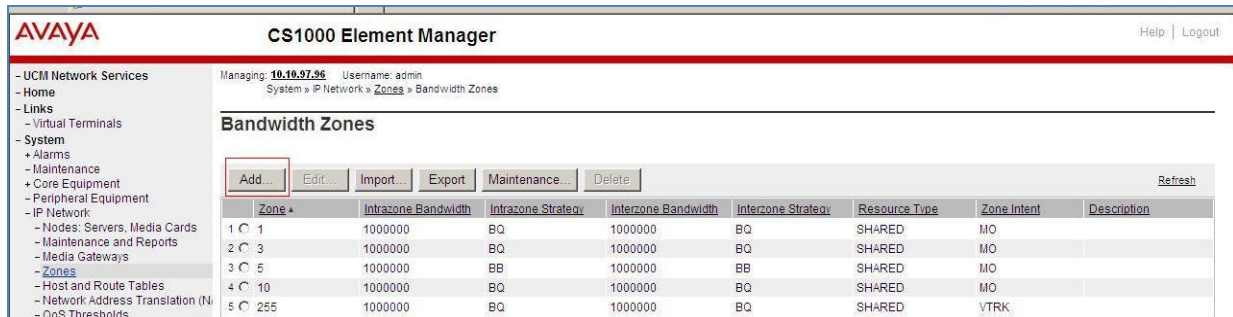 AVAYA
CS1000 Element Manager
Help | Logout
- UCM Network Services
- Home
- Links
- Virtual Terminals
- System
+ Alarms
- Maintenance
+ Core Equipment
- Peripheral Equipment
- IP Network
- Nodes: Servers, Media Cards
- Maintenance and Reports
- Media Gateways
- Zones
- Host and Route Tables
- Network Address Translation (N
- QoS Thresholds
Managing: 10.10.97.96 Username: admin
System » IP Network » Zones » Bandwidth Zones
Bandwidth Zones
Add... Edit... Import... Export Maintenance... Delete Refresh
Zone Intrazone Bandwidth Intrazone Strategy Interzone Bandwidth Interzone Strategy Resource Type Zone Intent Description
1 1 1000000 BQ 1000000 BQ SHARED MO
2 3 1000000 BQ 1000000 BQ SHARED MO
3 5 1000000 BB 1000000 BB SHARED MO
4 10 1000000 BQ 1000000 BQ SHARED MO
5 255 1000000 BQ 1000000 BQ SHARED VTRK